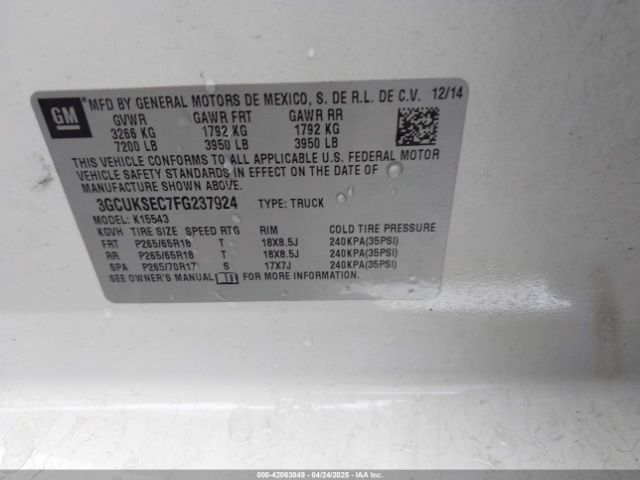 GM
MFD BY GENERAL MOTORS DE MEXICO, S. DE R.L. DE C.V. 12/14
GVWR GAWR FRT GAWR RR
3266 KG 1792 KG 1792 KG
7200 LB 3950 LB 3950 LB
THIS VEHICLE CONFORMS TO ALL APPLICABLE U.S. FEDERAL MOTOR
VEHICLE SAFETY STANDARDS IN EFFECT ON THE DATE OF
MANUFACTURE SHOWN ABOVE.
3GCUKSEC7FG237924 TYPE: TRUCK
MODEL: K15543
KGVH TIRE SIZE SPEED RTG RIM COLD TIRE PRESSURE
FRT P265/65R18 T 18X8.5J 240KPA(35PSI)
RR P265/65R18 T 18X8.5J 240KPA(35PSI)
SPA P265/70R17 S 17X7J 240KPA(35PSI)
SEE OWNER'S MANUAL FOR MORE INFORMATION.
000-42063849 - 04/24/2025 - IAAI.COM